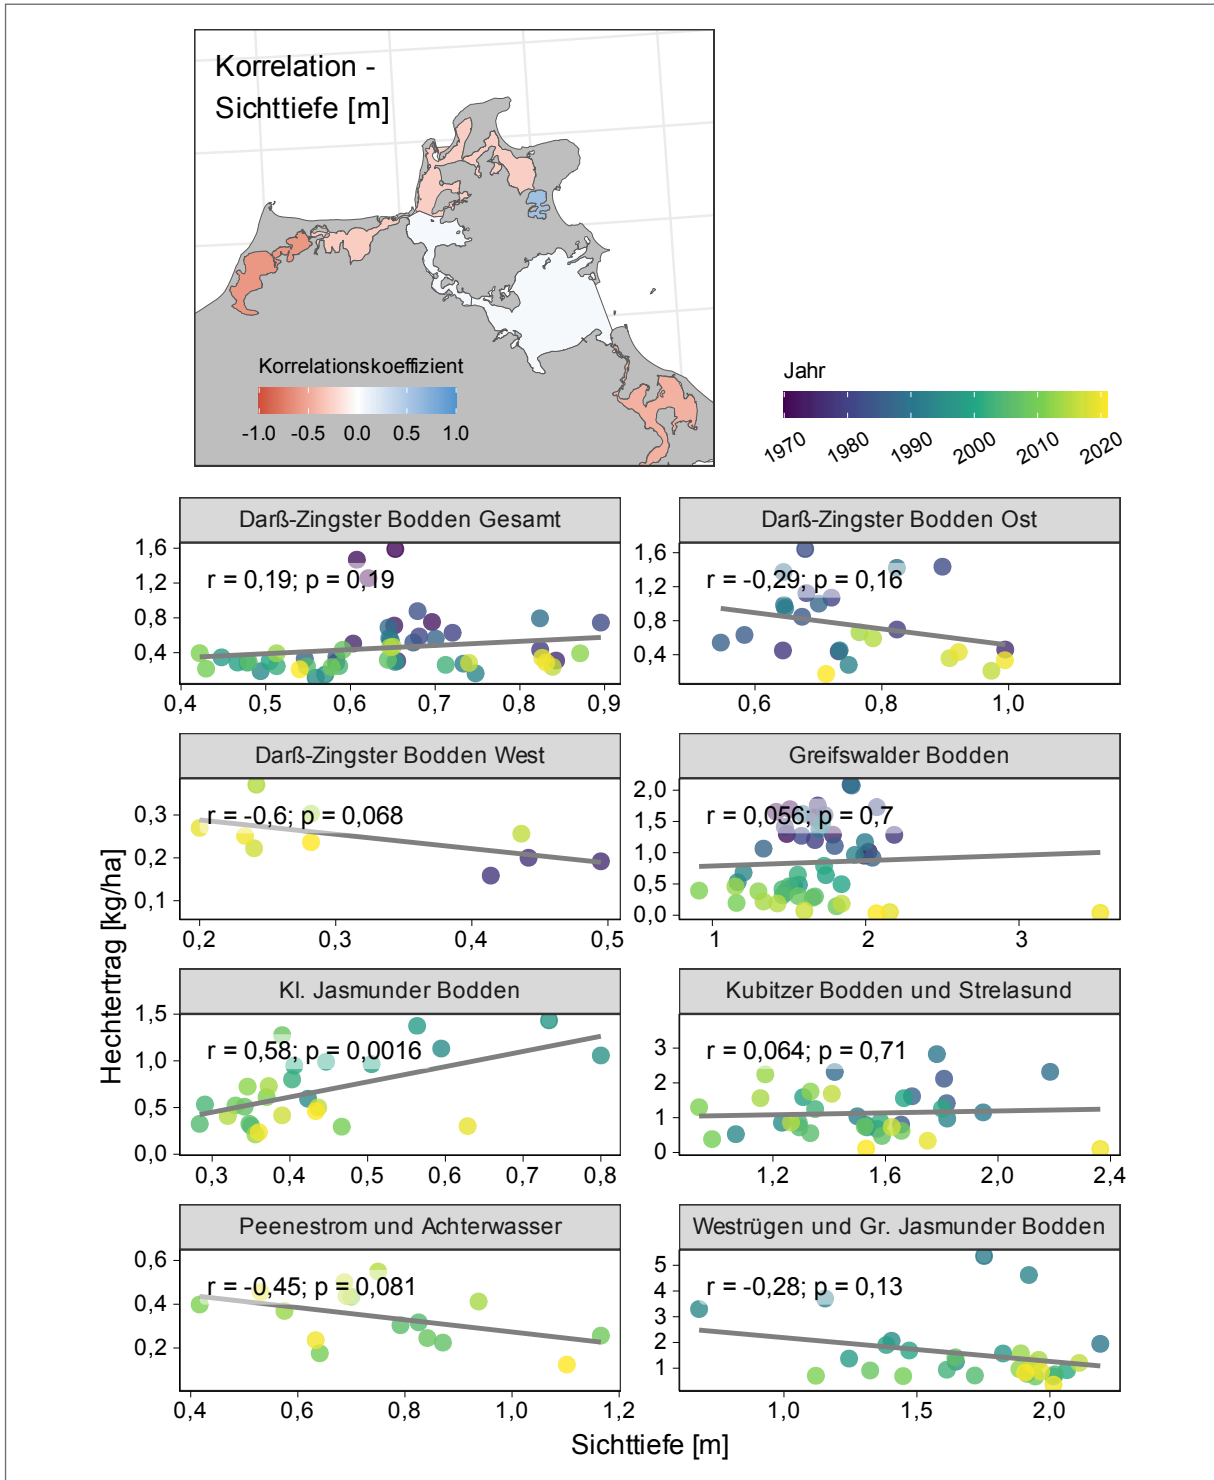 Korrelation -
Sichttiefe [m]
Korrelationskoeffizient
-1.0 -0.5 0.0 0.5 1.0
Jahr
1970 1980 1990 2000 2010 2020
Hechtertrag [kg/ha]
Darß-Zingster Bodden Gesamt
r = 0,19; p = 0,19
1,6
1,2
0,8
0,4
0,4 0,5 0,6 0,7 0,8 0,9
Darß-Zingster Bodden Ost
r = -0,29; p = 0,16
1,6
1,2
0,8
0,4
0,6 0,8 1,0
Darß-Zingster Bodden West
r = -0,6; p = 0,068
0,3
0,2
0,1
0,2 0,3 0,4 0,5
Greifswalder Bodden
r = 0,056; p = 0,7
2,0
1,5
1,0
0,5
0,0
1 2 3
Kl. Jasmunder Bodden
r = 0,58; p = 0,0016
1,5
1,0
0,5
0,0
0,3 0,4 0,5 0,6 0,7 0,8
Kubitzer Bodden und Strelasund
r = 0,064; p = 0,71
3
2
1
0
1,2 1,6 2,0 2,4
Peenestrom und Achterwasser
r = -0,45; p = 0,081
0,6
0,4
0,2
0,4 0,6 0,8 1,0 1,2
Westrügen und Gr. Jasmunder Bodden
r = -0,28; p = 0,13
5
4
3
2
1
1,0 1,5 2,0
Sichttiefe [m]